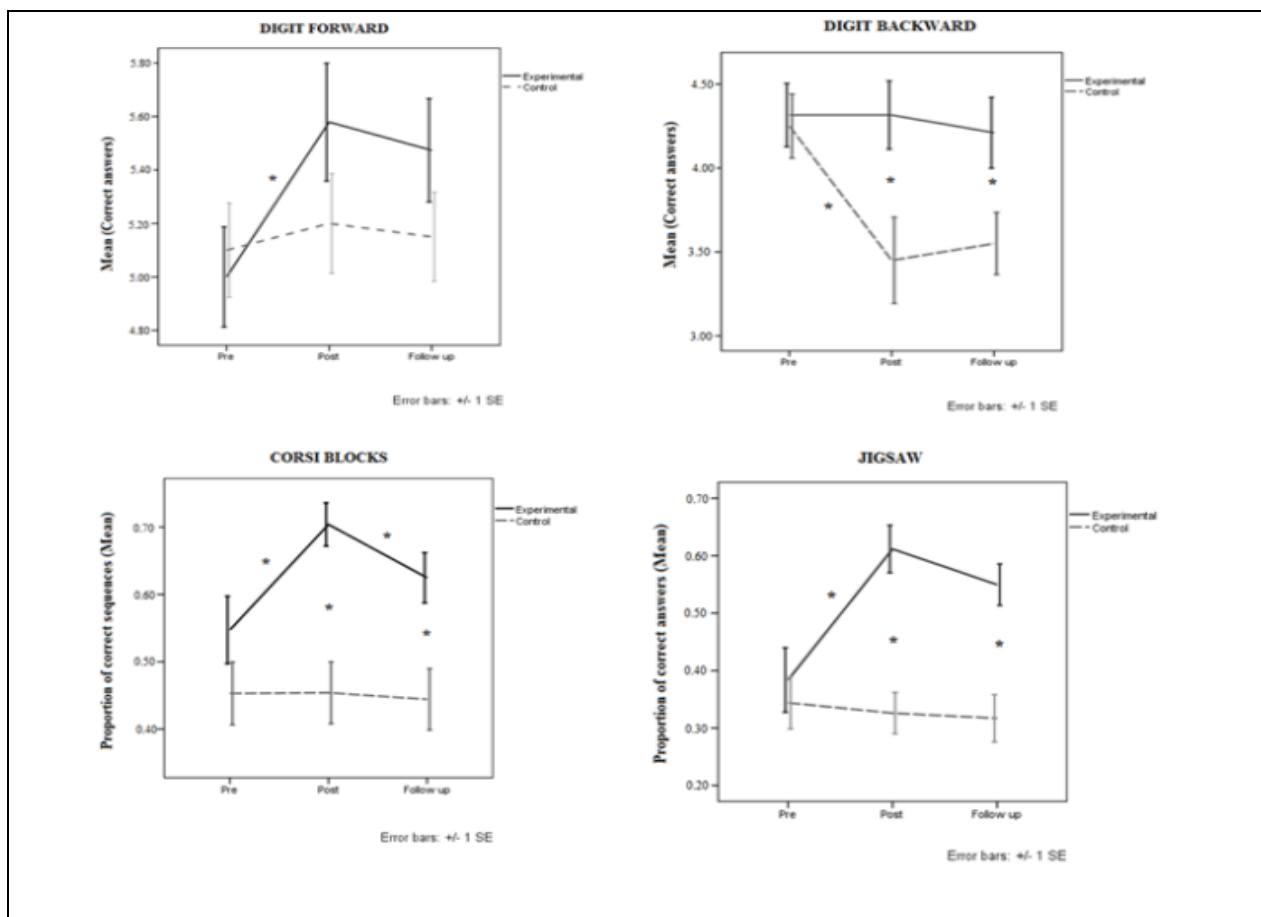 DIGIT FORWARD
5.80
5.60
5.40
5.20
5.00
4.80
Mean (Correct answers)
Experimental
Control
*
Pre
Post
Follow up
Error bars: +/- 1 SE
DIGIT BACKWARD
4.50
4.00
3.50
3.00
Mean (Correct answers)
Experimental
Control
*
*
*
Pre
Post
Follow up
Error bars: +/- 1 SE
CORSI BLOCKS
0.70
0.60
0.50
0.40
Proportion of correct sequences (Mean)
Experimental
Control
*
*
*
*
Pre
Post
Follow up
Error bars: +/- 1 SE
JIGSAW
0.70
0.60
0.50
0.40
0.30
0.20
Proportion of correct answers (Mean)
Experimental
Control
*
*
*
Pre
Post
Follow up
Error bars: +/- 1 SE